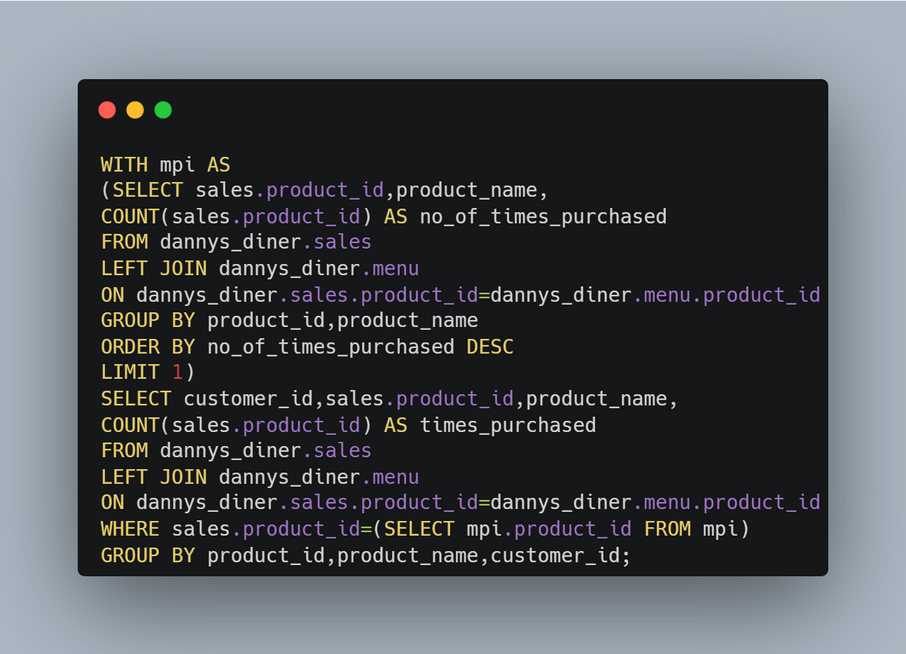 WITH mpi AS
(SELECT sales.product_id,product_name,
COUNT(sales.product_id) AS no_of_times_purchased
FROM dannys_diner.sales
LEFT JOIN dannys_diner.menu
ON dannys_diner.sales.product_id=dannys_diner.menu.product_id
GROUP BY product_id,product_name
ORDER BY no_of_times_purchased DESC
LIMIT 1)
SELECT customer_id,sales.product_id,product_name,
COUNT(sales.product_id) AS times_purchased
FROM dannys_diner.sales
LEFT JOIN dannys_diner.menu
ON dannys_diner.sales.product_id=dannys_diner.menu.product_id
WHERE sales.product_id=(SELECT mpi.product_id FROM mpi)
GROUP BY product_id,product_name,customer_id;